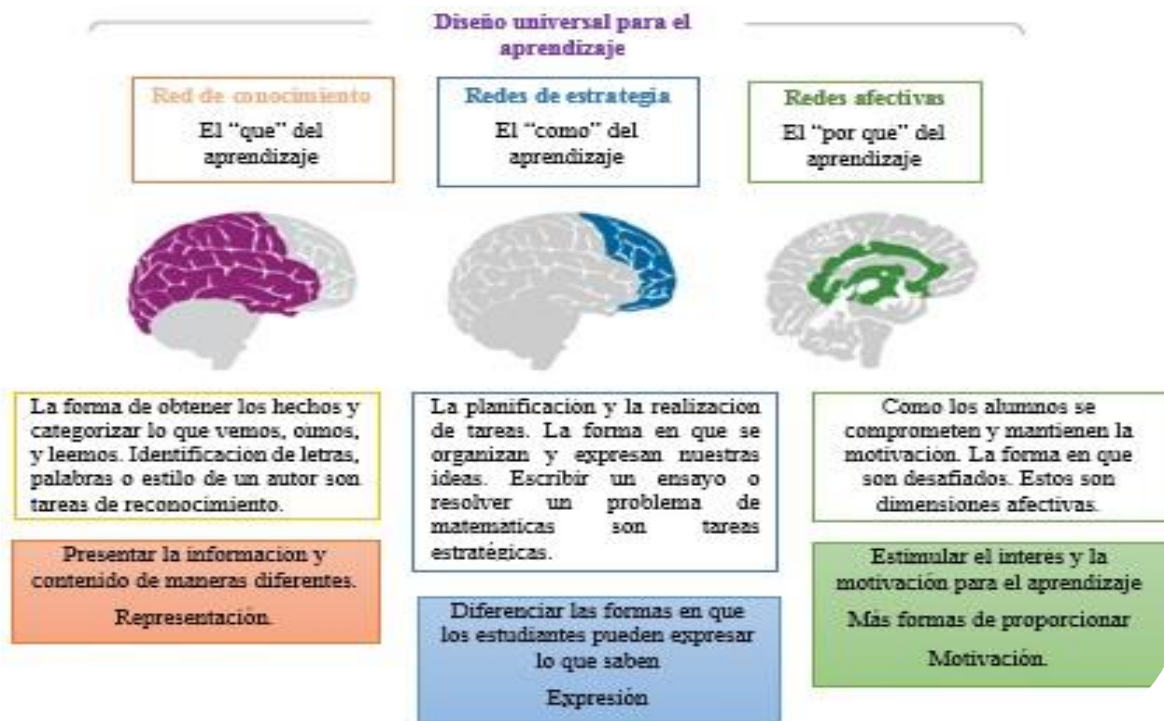 Diseño universal para el
aprendizaje
Red de conocimiento
El “que” del
aprendizaje
Redes de estrategia
El “como” del
aprendizaje
Redes afectivas
El “por que” del
aprendizaje
La forma de obtener los hechos y
categorizar lo que vemos, oimos,
y leemos. Identificacion de letras,
palabras o estilo de un autor son
tareas de reconocimiento.
Presentar la informacion y
contenido de maneras diferentes.
Representación.
La planificación y la realización
de tareas. La forma en que se
organizan y expresan nuestras
ideas. Escribir un ensayo o
resolver un problema de
matemáticas son tareas
estratégicas.
Diferenciar las formas en que
los estudiantes pueden expresar
lo que saben
Expresión
Como los alumnos se
comprometen y mantienen la
motivación. La forma en que
son desafiados. Estos son
dimensiones afectivas.
Estimular el interés y la
motivación para el aprendizaje
Más formas de proporcionar
Motivación.